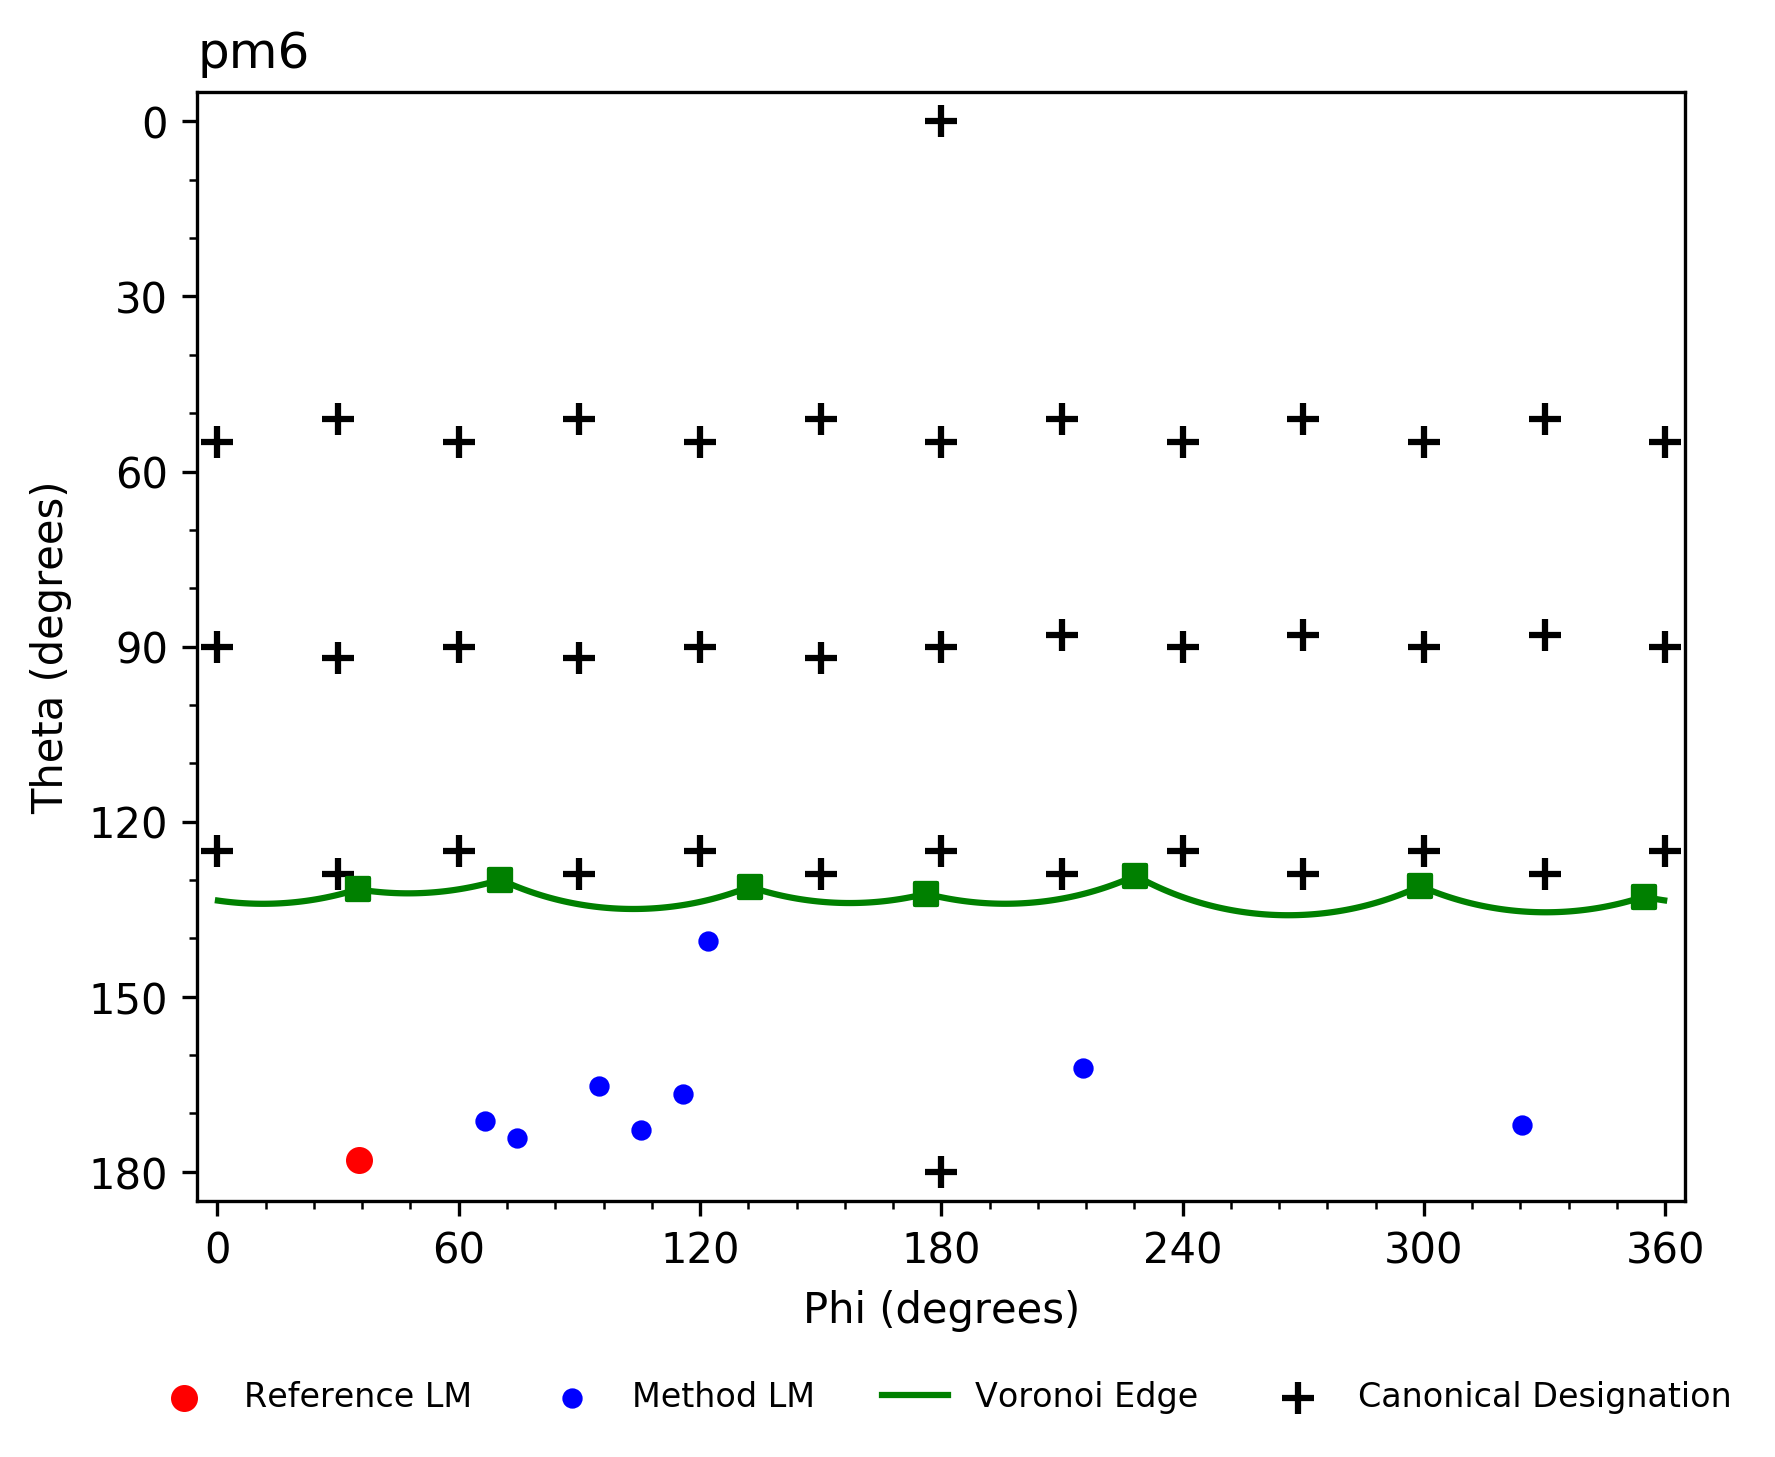 pm6
0
30
60
90
120
150
180
Theta (degrees)
0 60 120 180 240 300 360
Phi (degrees)
Reference LM Method LM Voronoi Edge Canonical Designation